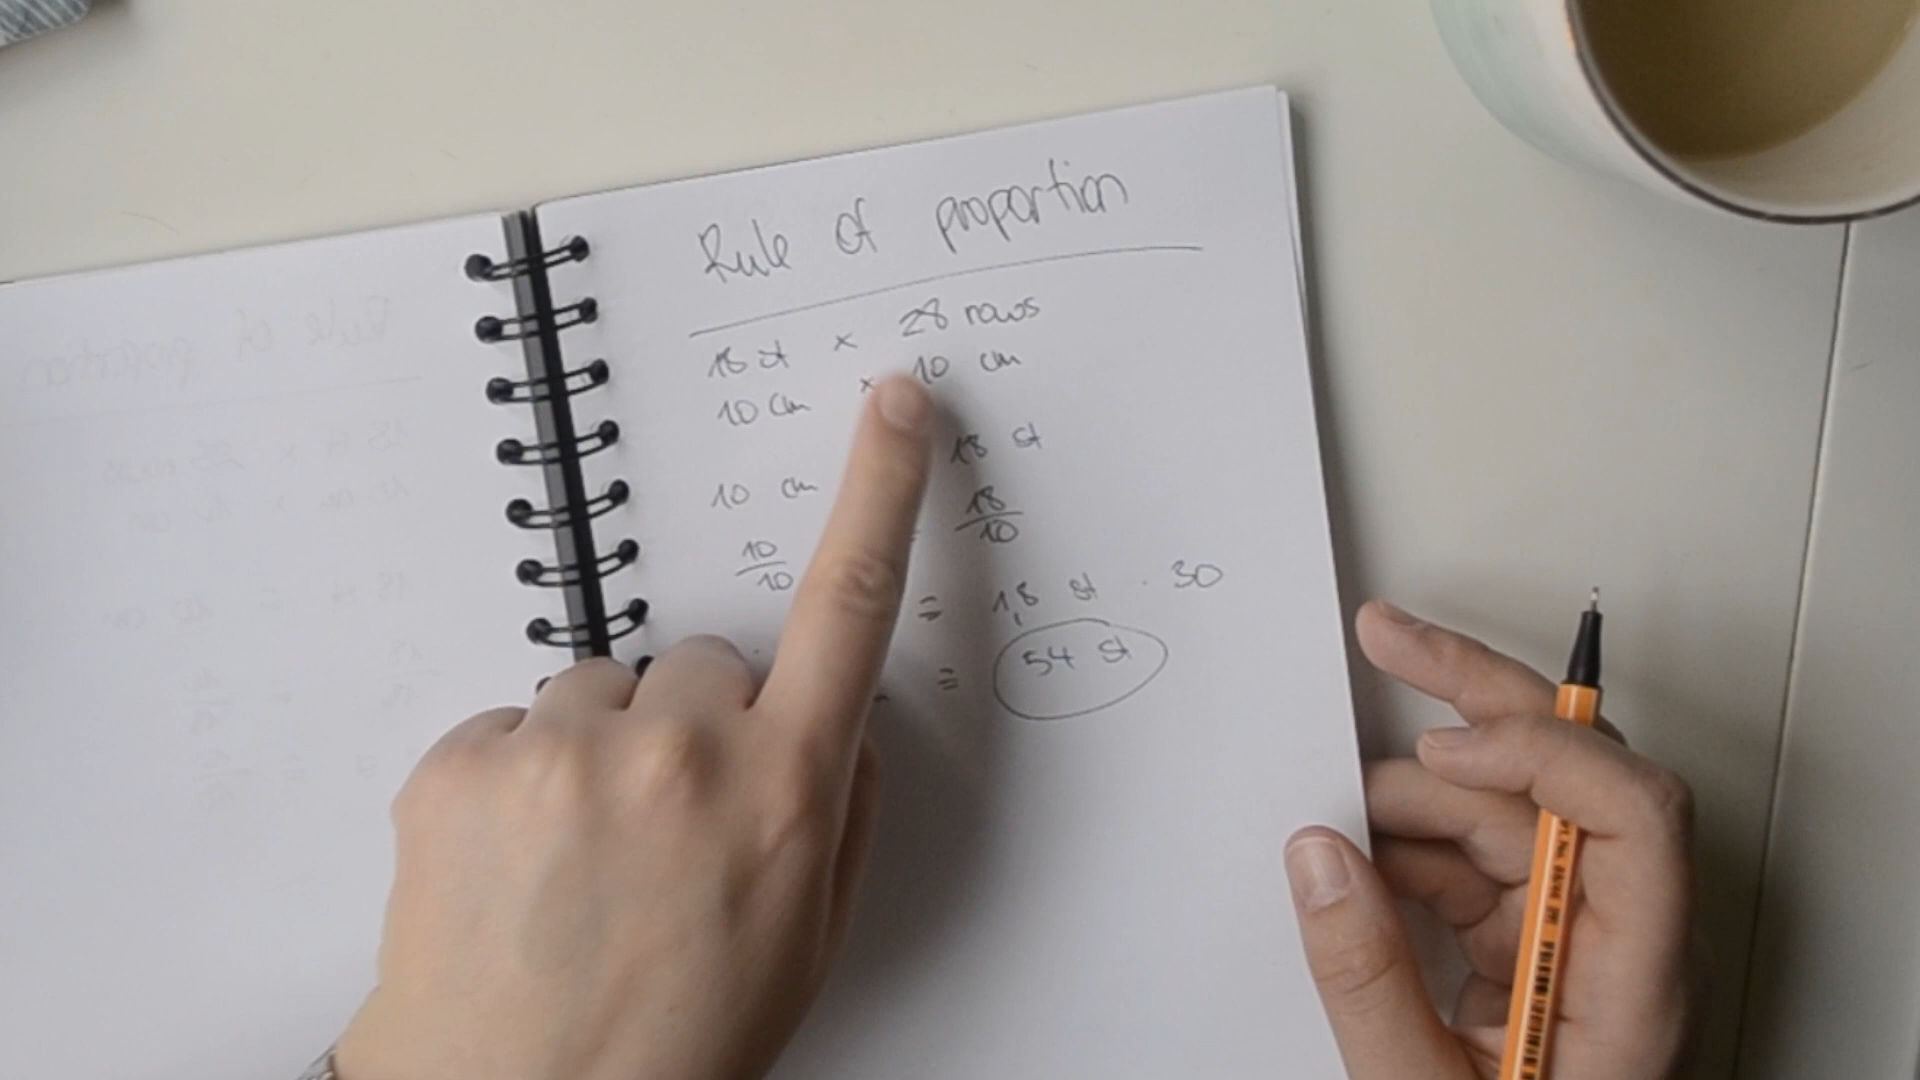 Rule of proportion
18 st × 28 rows
10 cm × 10 cm
10 cm 18 st
10/10 = 18/10
= 1,8 st · 30
= 54 st